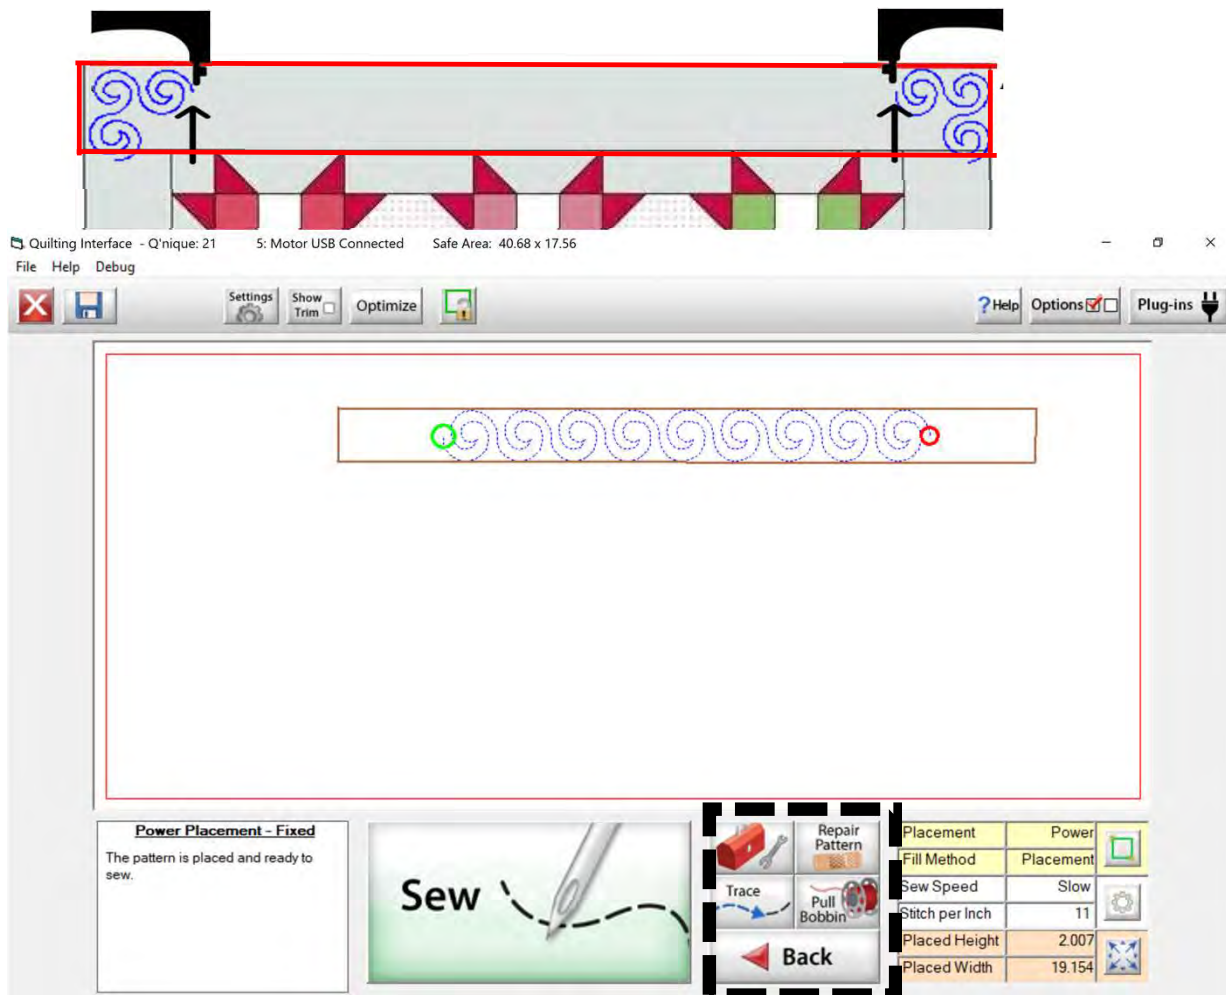 Quilting Interface - Q'nique: 21 5: Motor USB Connected Safe Area: 40.68 x 17.56
File Help Debug
Settings
Show
Trim
Optimize
? Help
Options
Plug-ins
Power Placement - Fixed
The pattern is placed and ready to
sew.
Sew
Repair
Pattern
Trace
Pull
Bobbin
Back
Placement Power
Fill Method Placement
Sew Speed Slow
Stitch per Inch 11
Placed Height 2.007
Placed Width 19.154